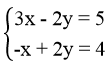 3x - 2y = 5
-x + 2y = 4